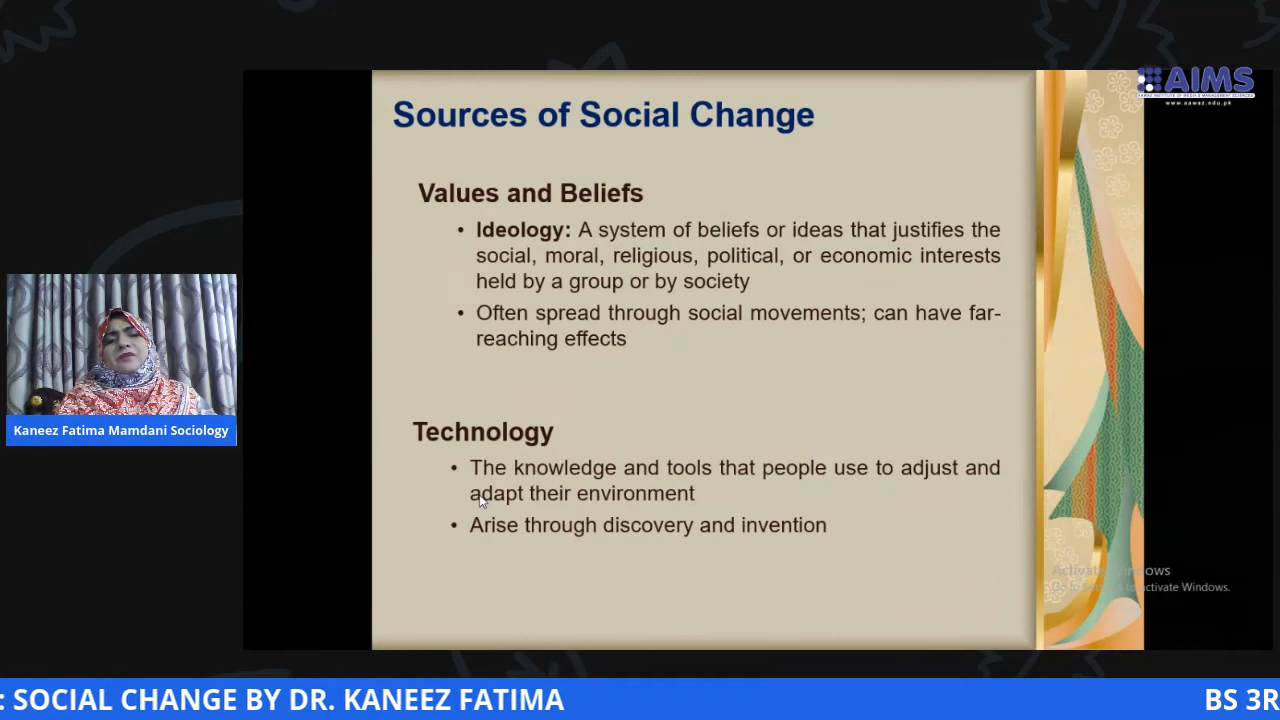 AIMS
www.aawaz.edu.pk
Sources of Social Change
Values and Beliefs
• Ideology: A system of beliefs or ideas that justifies the
social, moral, religious, political, or economic interests
held by a group or by society
• Often spread through social movements; can have far-
reaching effects
Technology
• The knowledge and tools that people use to adjust and
adapt their environment
• Arise through discovery and invention
Kaneez Fatima Mamdani Sociology
Activate Windows
to activate Windows.
: SOCIAL CHANGE BY DR. KANEEZ FATIMA
BS 3R